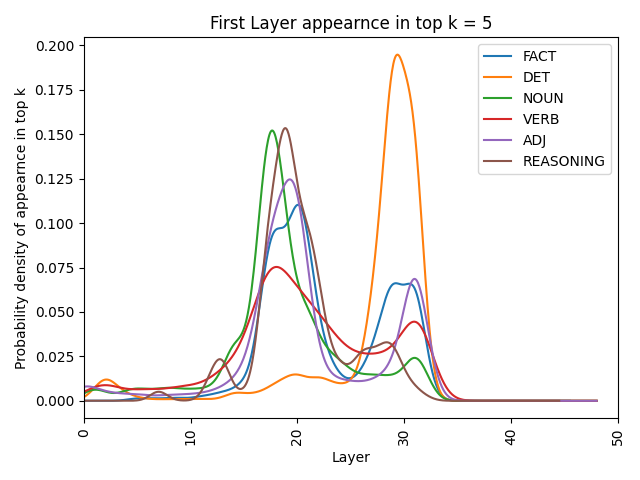 First Layer appearnce in top k = 5
Probability density of appearnce in top k
0.200
0.175
0.150
0.125
0.100
0.075
0.050
0.025
0.000
FACT
DET
NOUN
VERB
ADJ
REASONING
0
10
20
30
40
50
Layer